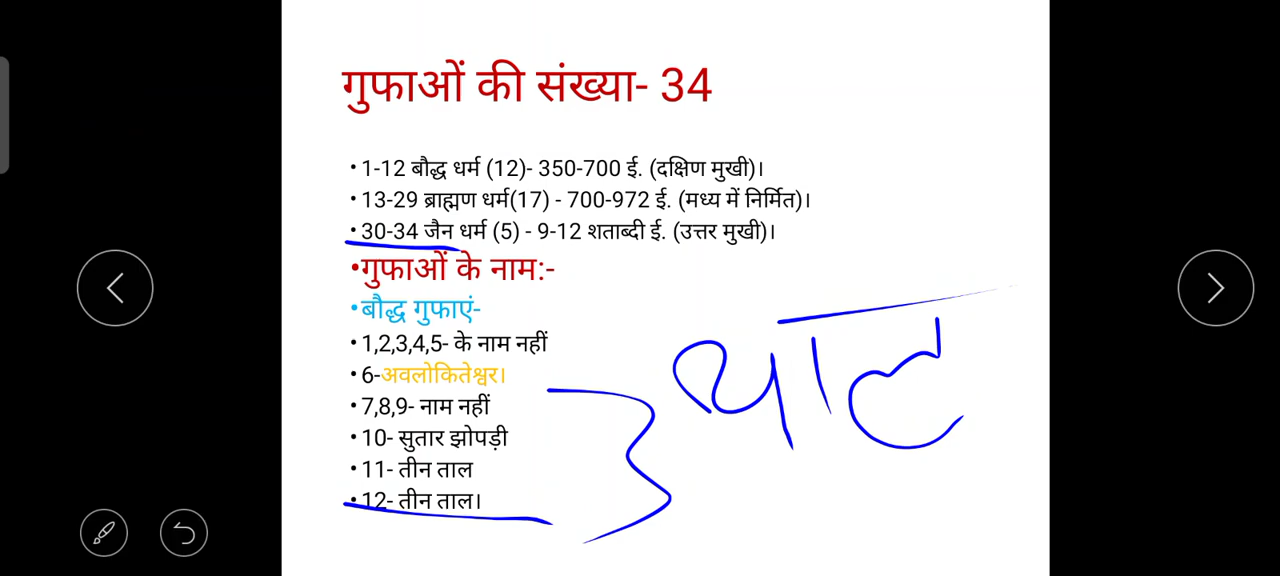 गुफाओं की संख्या- 34
• 1-12 बौद्ध धर्म (12)- 350-700 ई. (दक्षिण मुखी)।
• 13-29 ब्राह्मण धर्म(17) - 700-972 ई. (मध्य में निर्मित)।
• 30-34 जैन धर्म (5) - 9-12 शताब्दी ई. (उत्तर मुखी)।
•गुफाओं के नाम:-
•बौद्ध गुफाएं-
• 1,2,3,4,5- के नाम नहीं
• 6-अवलोकितेश्वर।
• 7,8,9- नाम नहीं
• 10- सुतार झोपड़ी
• 11- तीन ताल
• 12- तीन ताल।